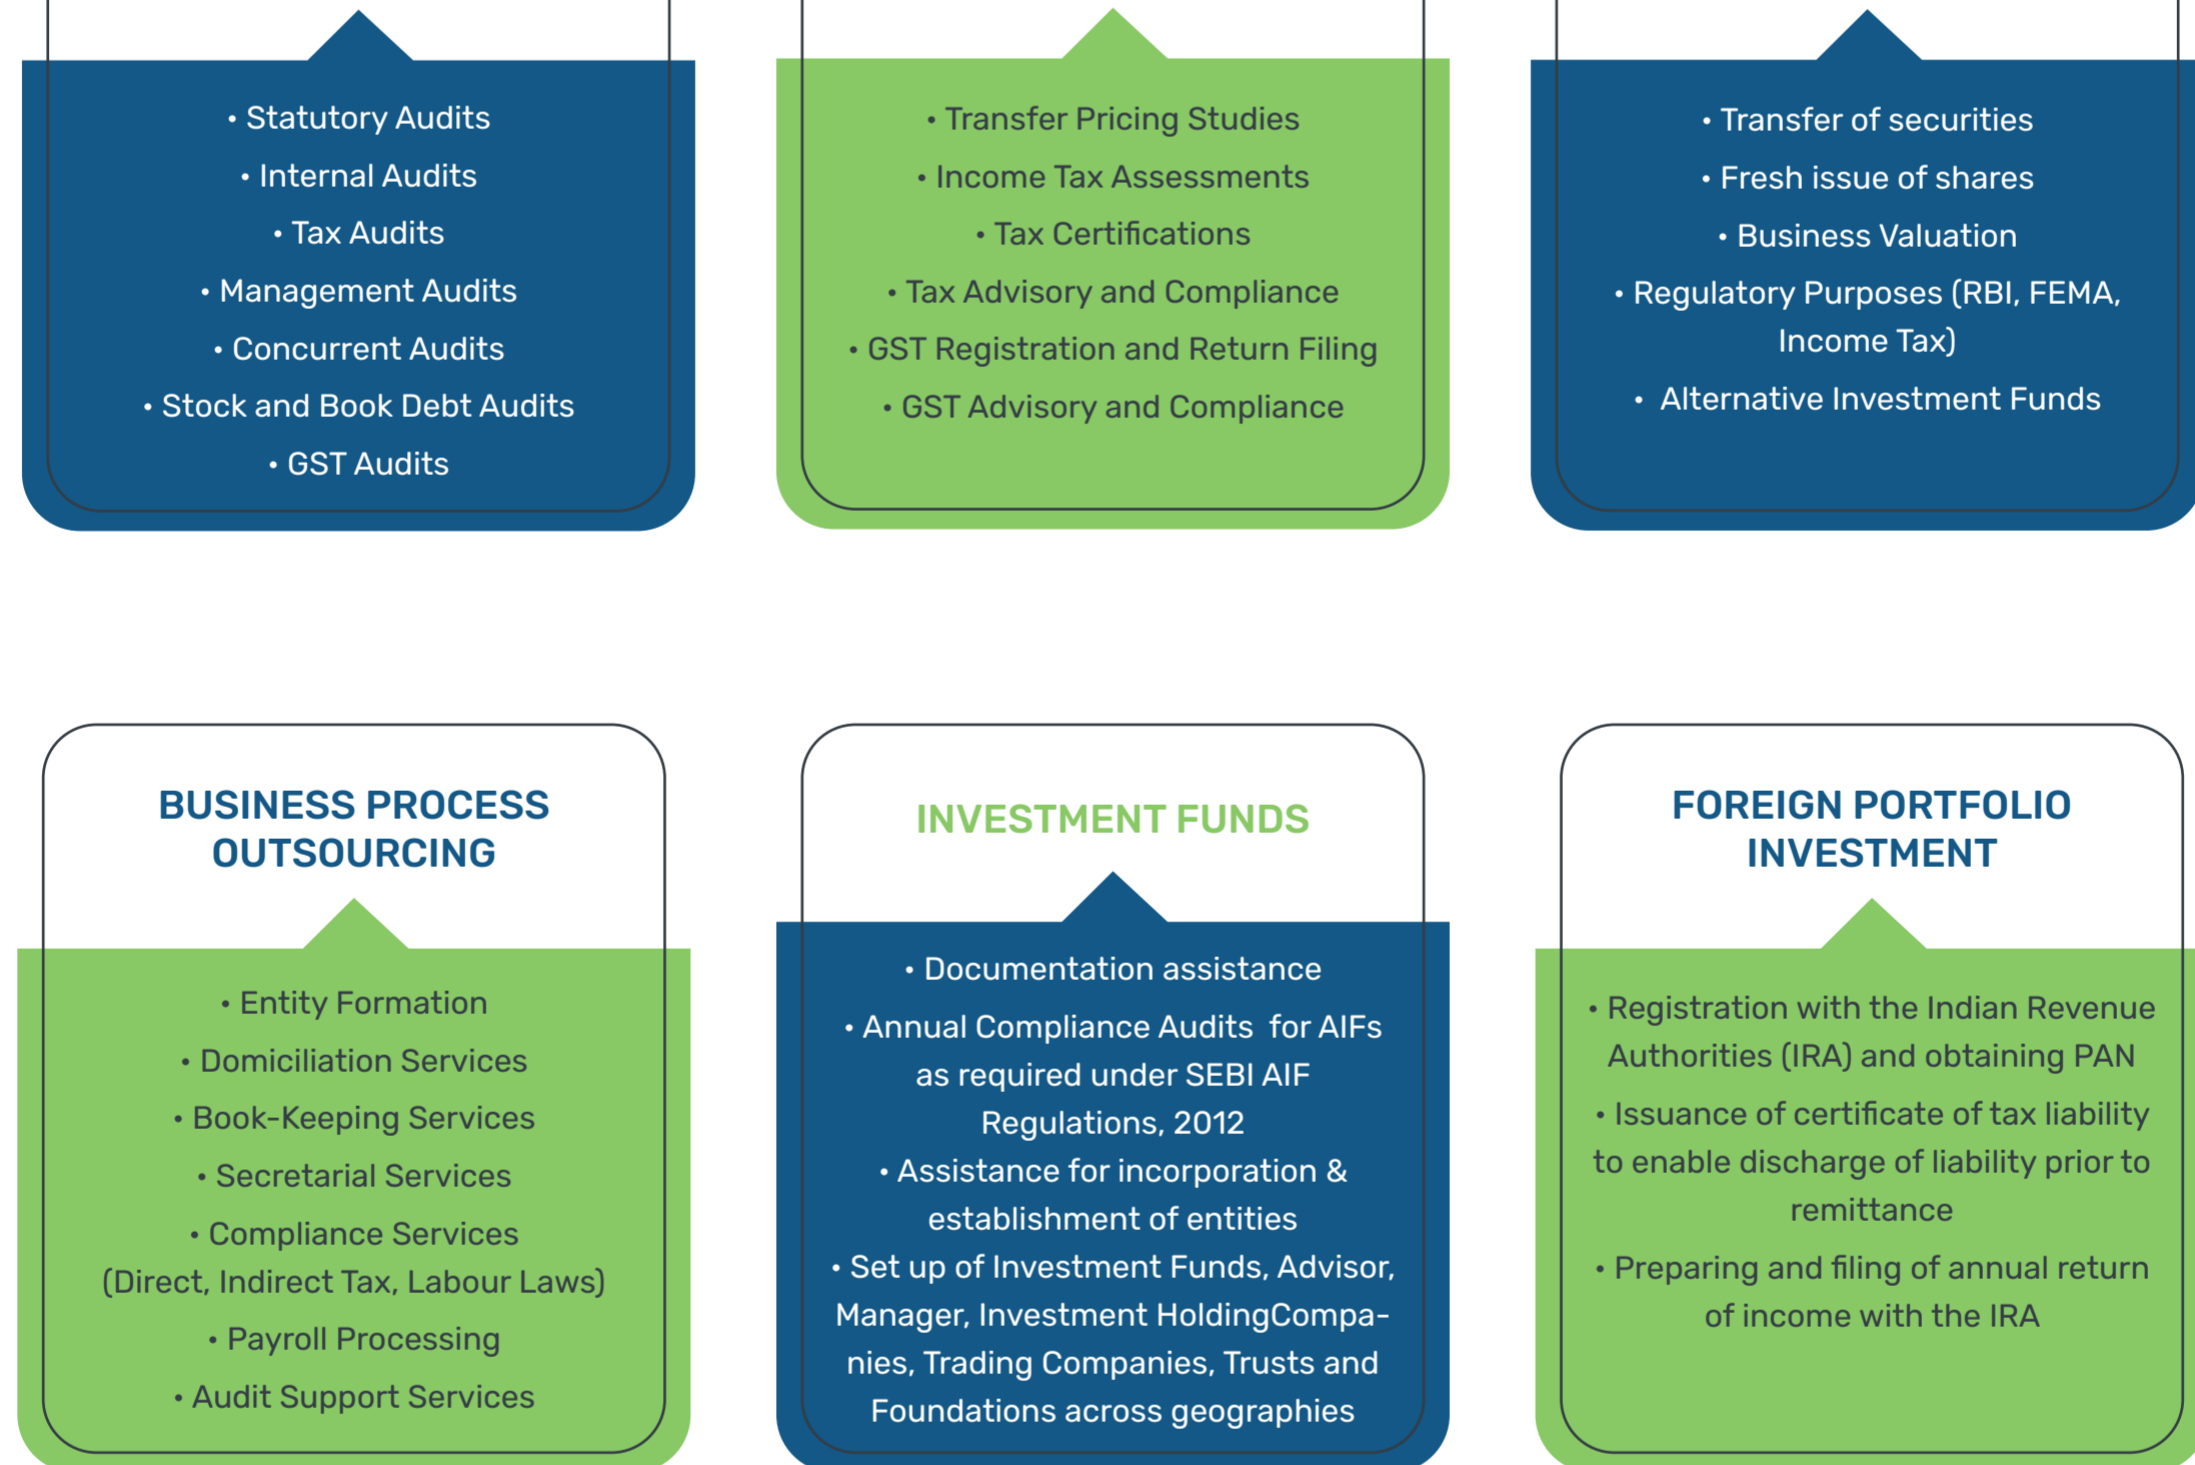 • Statutory Audits
• Internal Audits
• Tax Audits
• Management Audits
• Concurrent Audits
• Stock and Book Debt Audits
• GST Audits
• Transfer Pricing Studies
• Income Tax Assessments
• Tax Certifications
• Tax Advisory and Compliance
• GST Registration and Return Filing
• GST Advisory and Compliance
• Transfer of securities
• Fresh issue of shares
• Business Valuation
• Regulatory Purposes (RBI, FEMA,
Income Tax)
• Alternative Investment Funds
BUSINESS PROCESS
OUTSOURCING
• Entity Formation
• Domiciliation Services
• Book-Keeping Services
• Secretarial Services
• Compliance Services
(Direct, Indirect Tax, Labour Laws)
• Payroll Processing
• Audit Support Services
INVESTMENT FUNDS
• Documentation assistance
• Annual Compliance Audits for AIFs
as required under SEBI AIF
Regulations, 2012
• Assistance for incorporation &
establishment of entities
• Set up of Investment Funds, Advisor,
Manager, Investment HoldingCompa-
nies, Trading Companies, Trusts and
Foundations across geographies
FOREIGN PORTFOLIO
INVESTMENT
• Registration with the Indian Revenue
Authorities (IRA) and obtaining PAN
• Issuance of certificate of tax liability
to enable discharge of liability prior to
remittance
• Preparing and filing of annual return
of income with the IRA